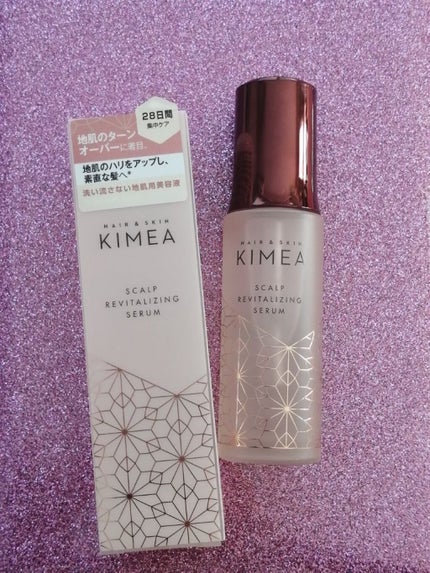 28日間
集中ケア
地肌のターン
オーバーに着目。
地肌のハリをアップし、
素直な髪へ*
洗い流さない地肌用美容液
HAIR & SKIN
KIMEA
SCALP
REVITALIZING
SERUM
HAIR & SKIN
KIMEA
SCALP
REVITALIZING
SERUM